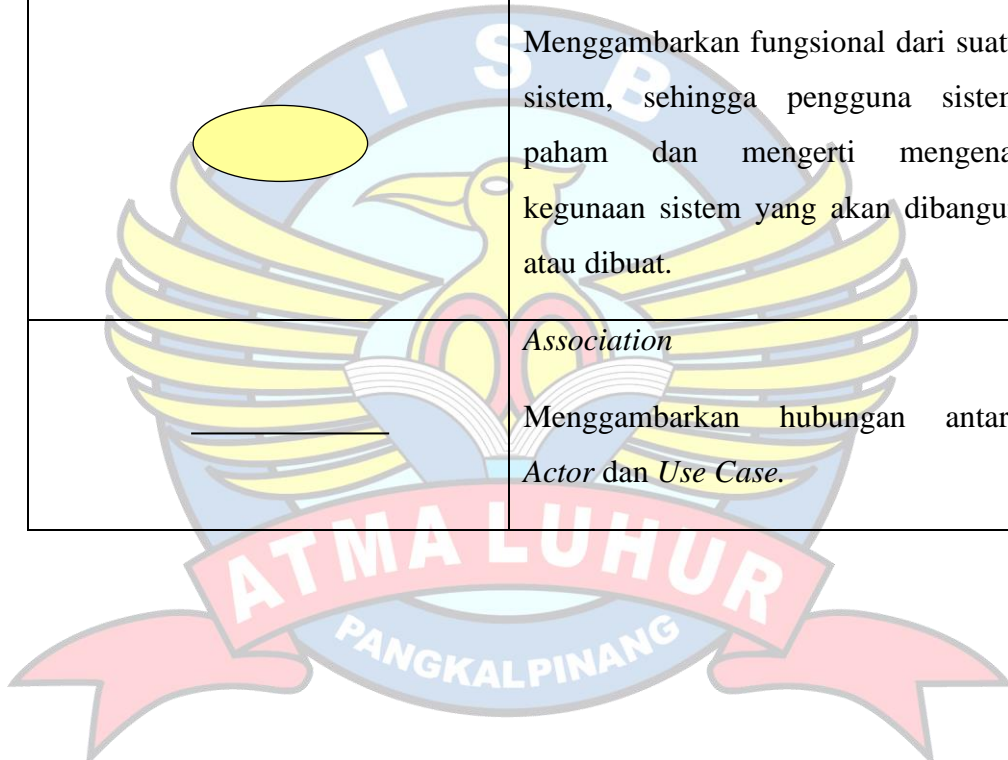 Menggambarkan fungsional dari suat
sistem, sehingga pengguna sister
paham dan mengerti mengena
kegunaan sistem yang akan dibangu
atau dibuat.
Association
Menggambarkan hubungan antar
Actor dan Use Case.
I S B
ATMA LUHUR
PANGKALPINANG